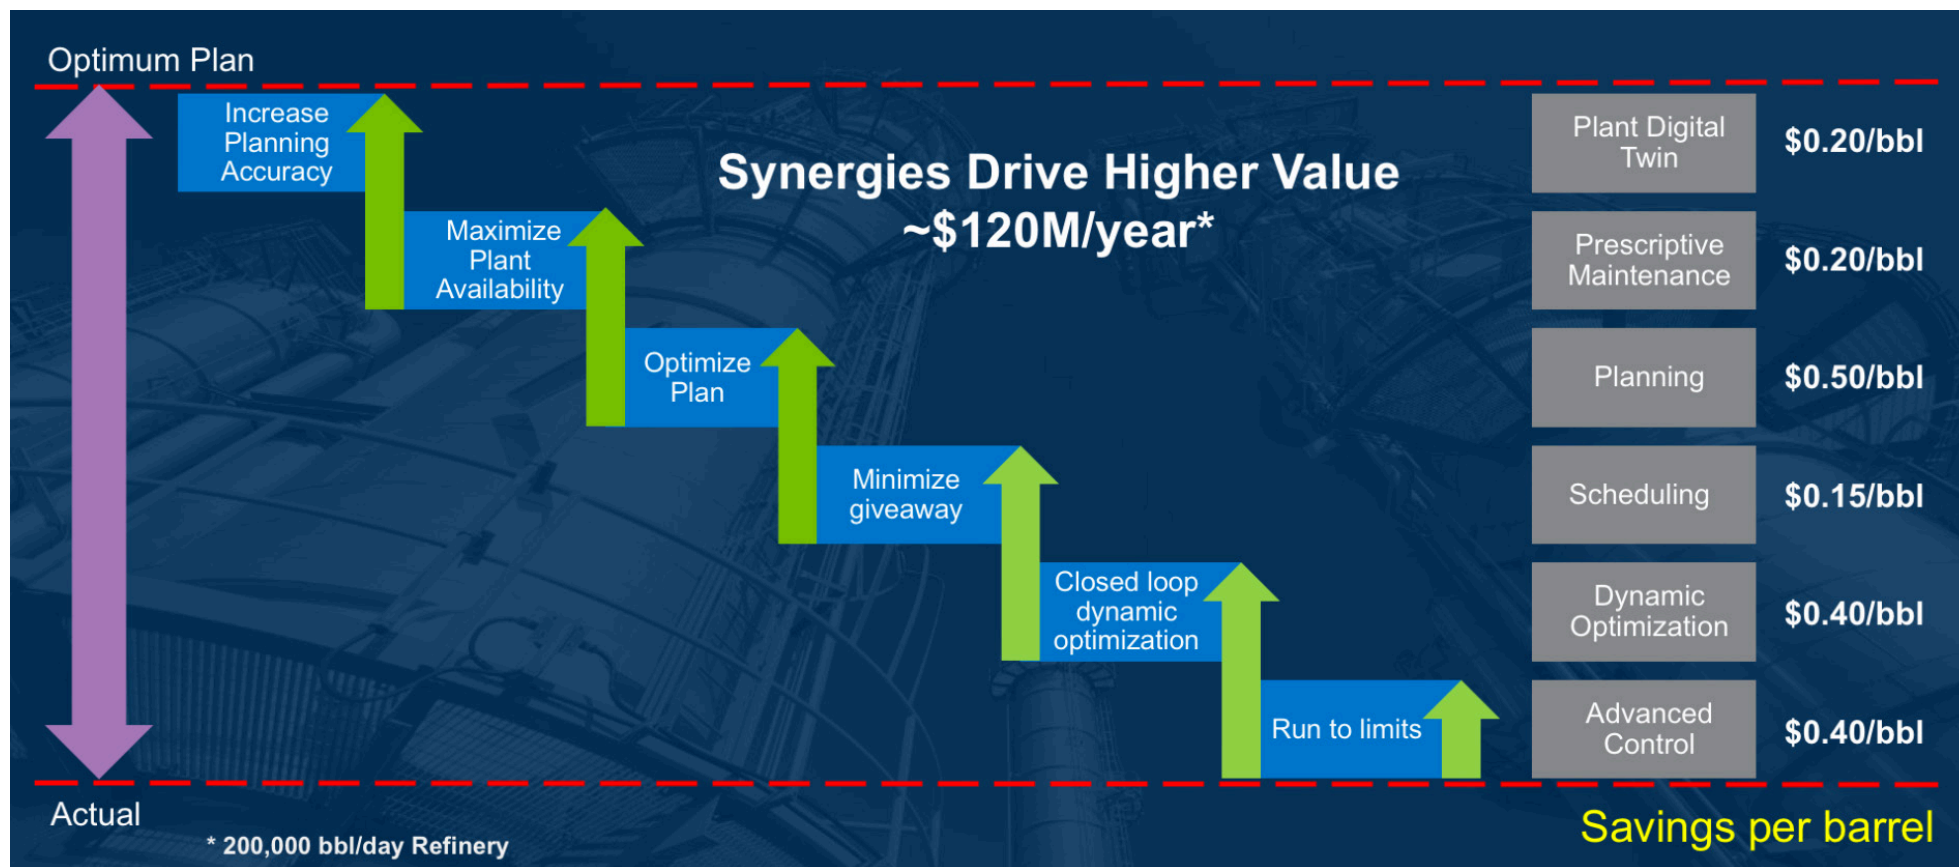 Optimum Plan
Increase
Planning
Accuracy
Maximize
Plant
Availability
Optimize
Plan
Minimize
giveaway
Closed loop
dynamic
optimization
Run to limits
Synergies Drive Higher Value
~$120M/year*
Plant Digital
Twin
$0.20/bbl
Prescriptive
Maintenance
$0.20/bbl
Planning
$0.50/bbl
Scheduling
$0.15/bbl
Dynamic
Optimization
$0.40/bbl
Advanced
Control
$0.40/bbl
Actual
* 200,000 bbl/day Refinery
Savings per barrel